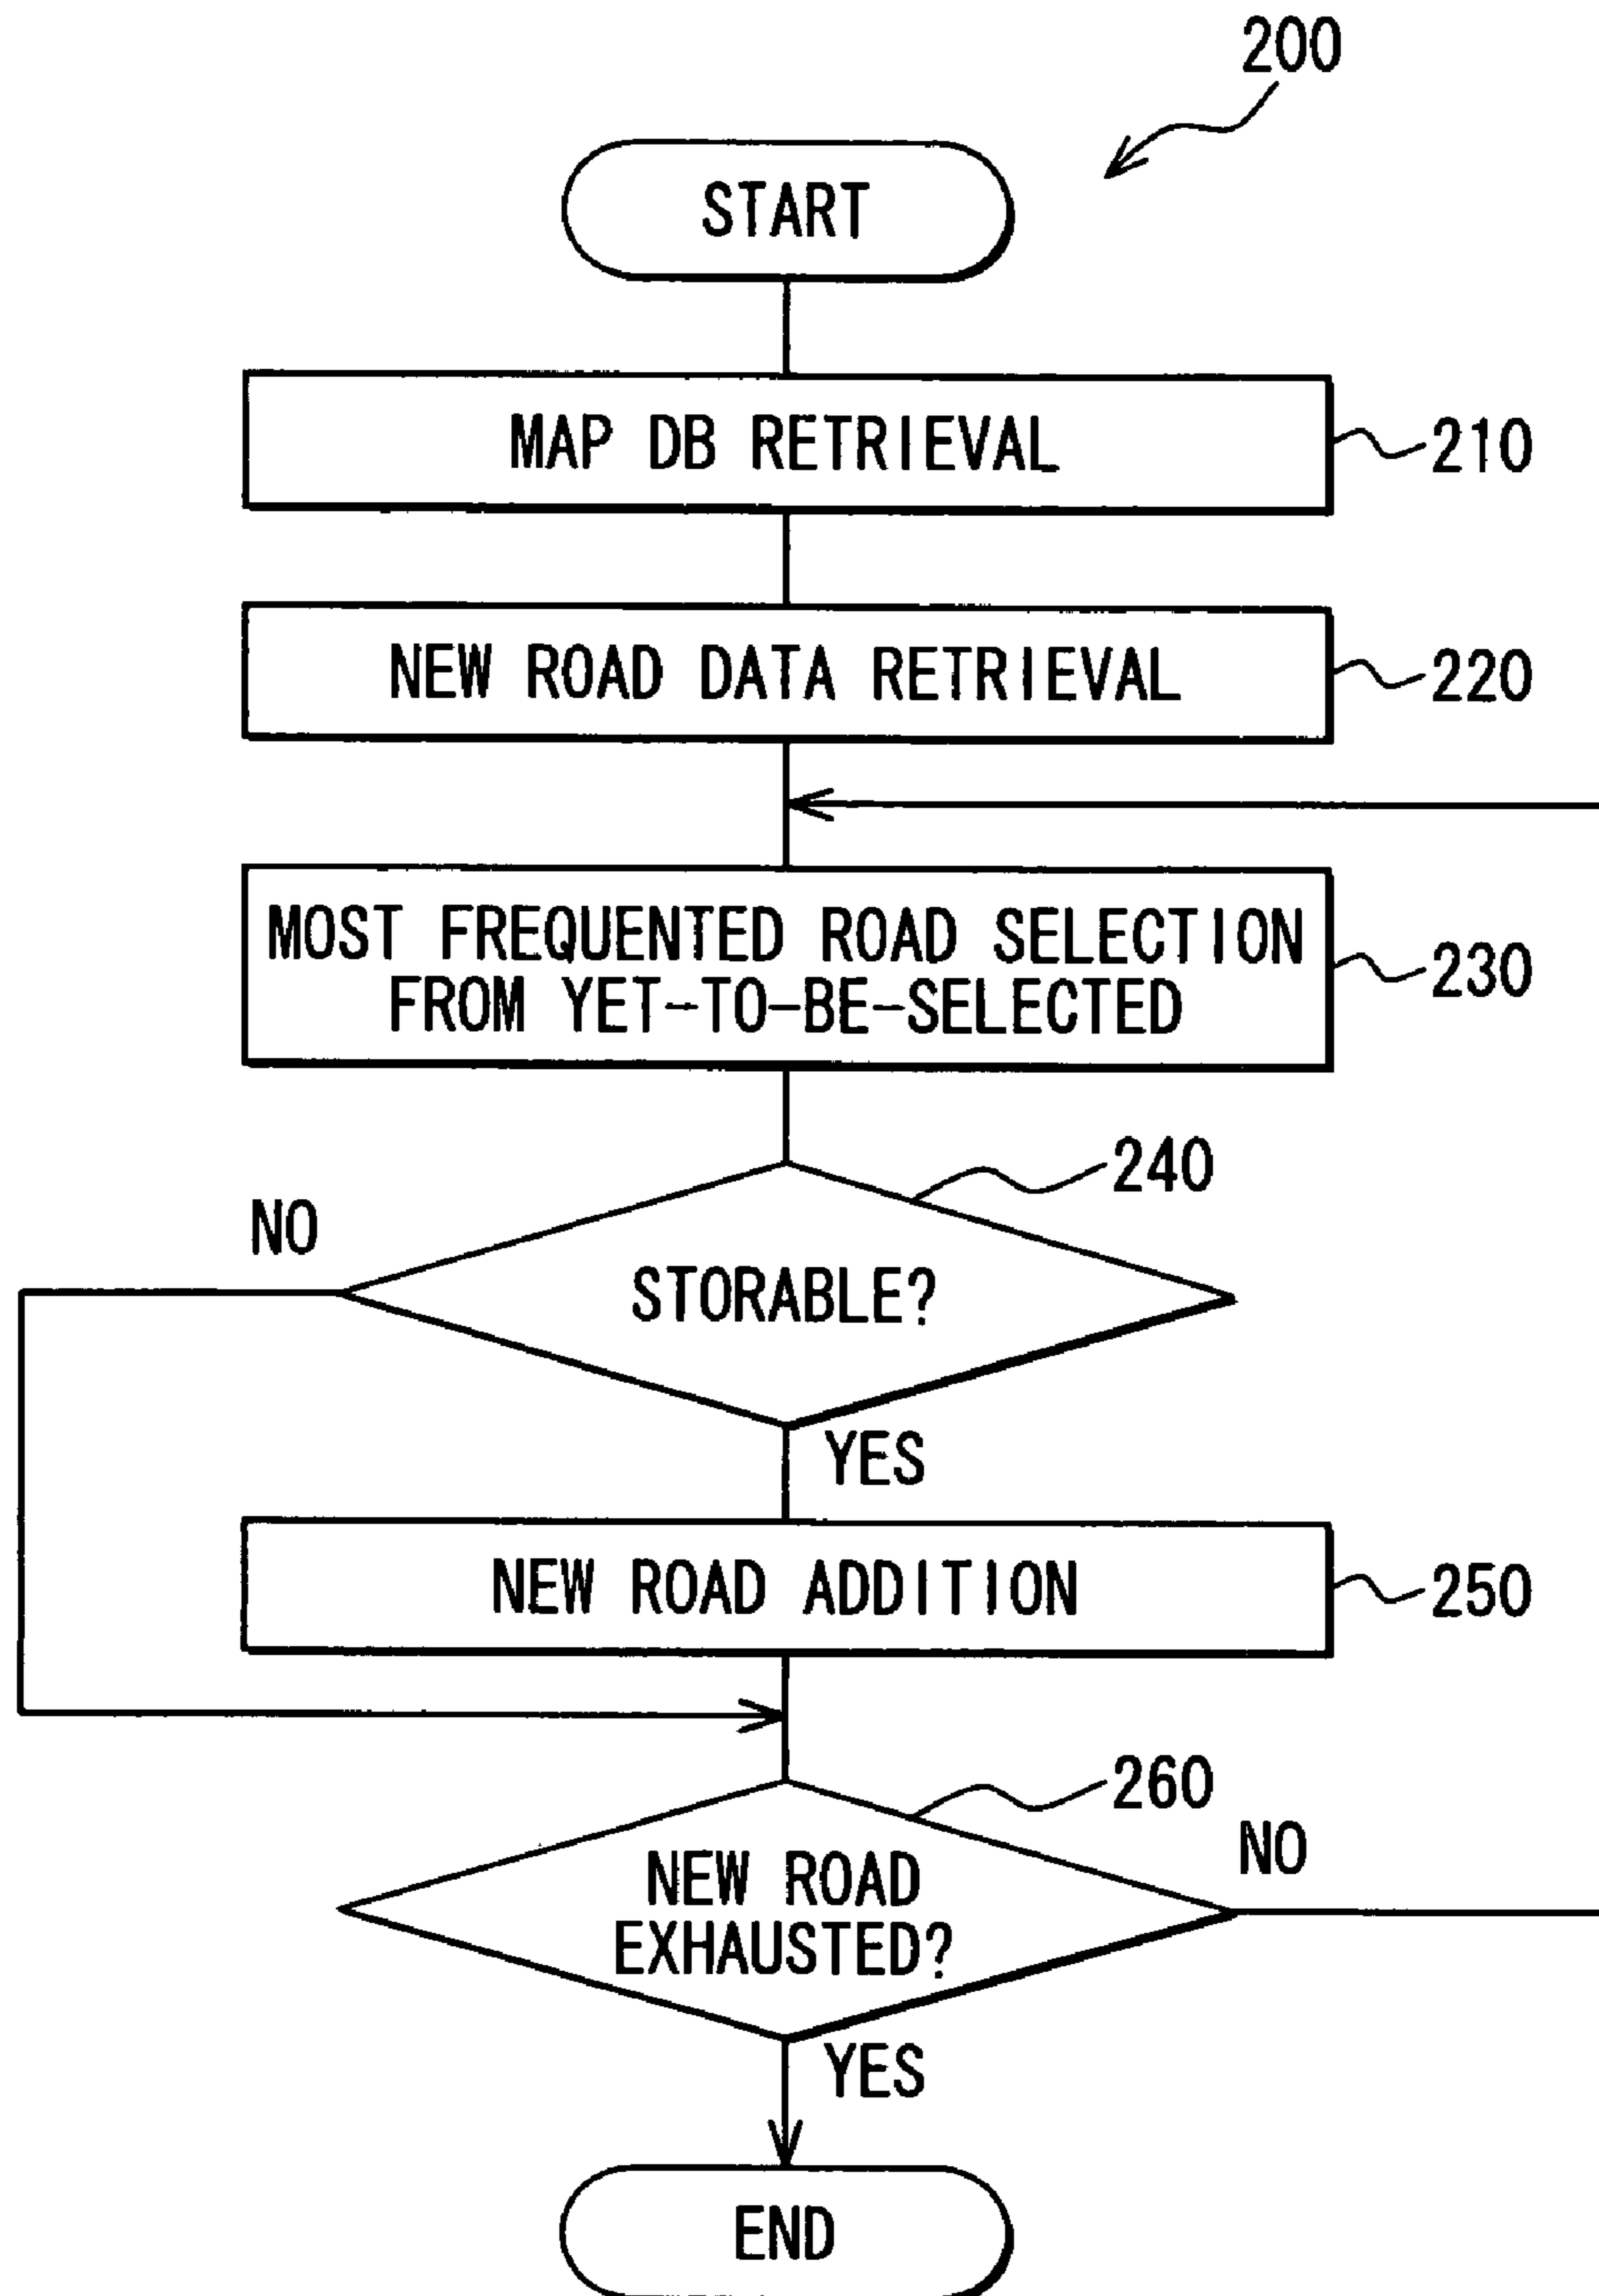 200
START
MAP DB RETRIEVAL
210
NEW ROAD DATA RETRIEVAL
220
MOST FREQUENTED ROAD SELECTION
FROM YET-TO-BE-SELECTED
230
240
NO
STORABLE?
YES
NEW ROAD ADDITION
250
260
NO
NEW ROAD
EXHAUSTED?
YES
END